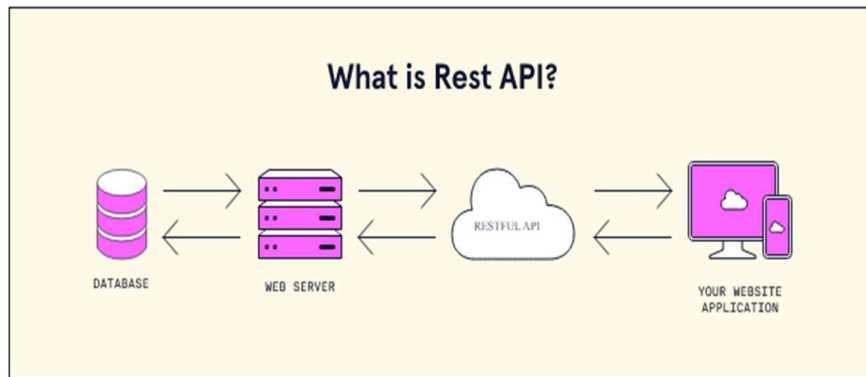 What is Rest API?
RESTFUL API
DATABASE
WEB SERVER
YOUR WEBSITE
APPLICATION